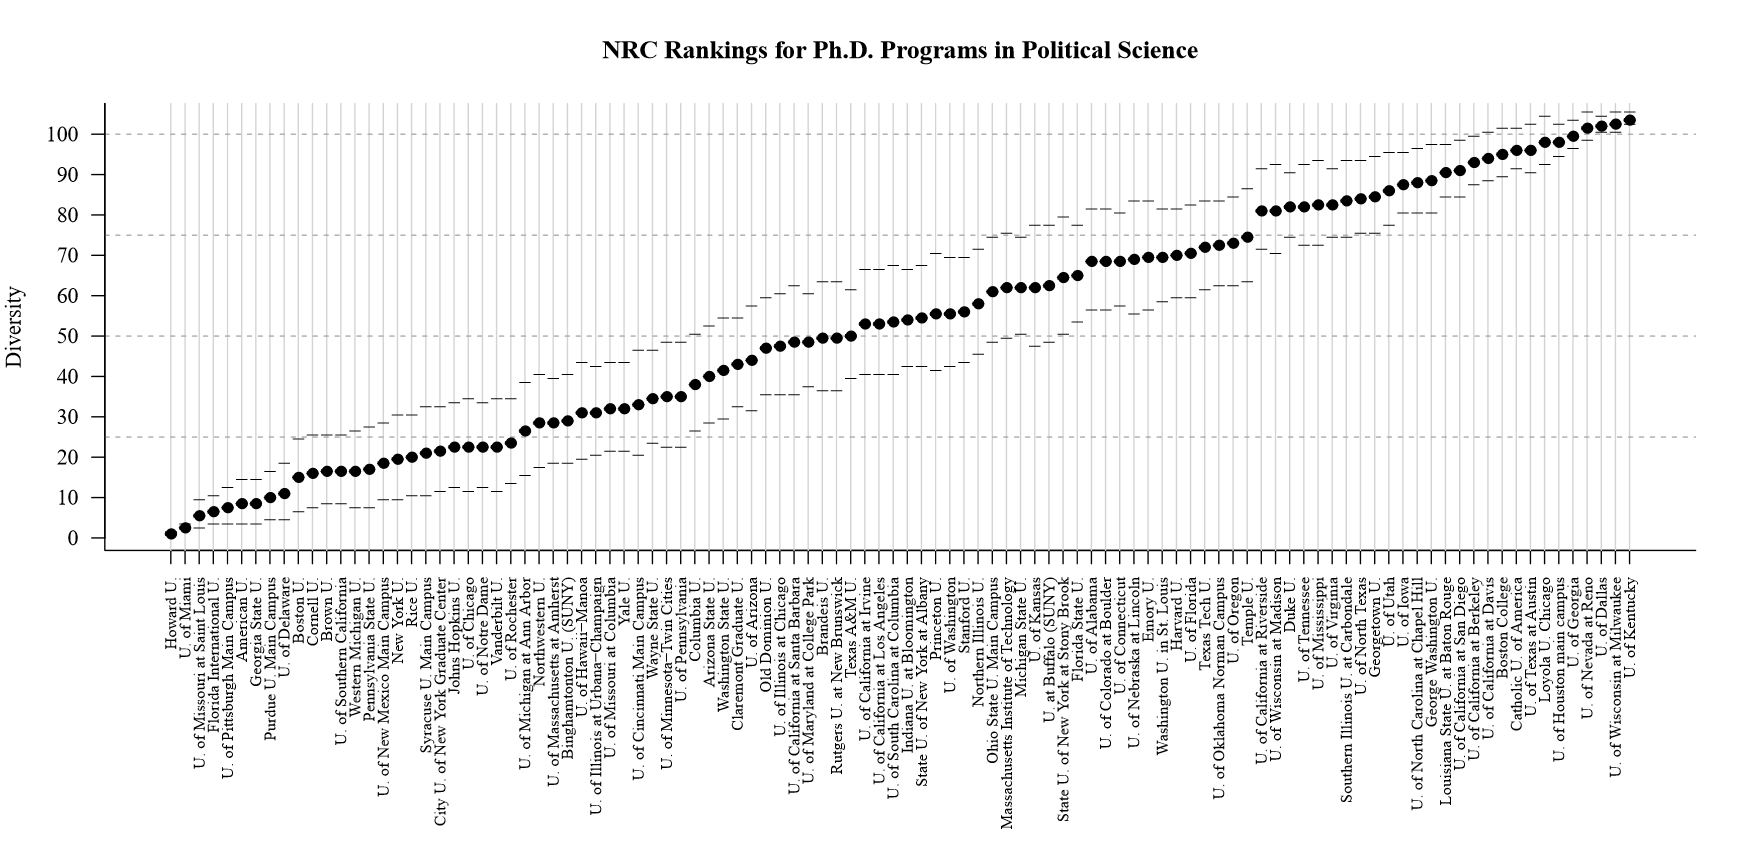 NRC Rankings for Ph.D. Programs in Political Science
Diversity
100
90
80
70
60
50
40
30
20
10
0
Howard U.
U. of Miami
U. of Missouri at Saint Louis
Florida International U.
U. of Pittsburgh Main Campus
American U.
Georgia State U.
Purdue U. Main Campus
U. of Delaware
Boston U.
Cornell U.
Brown U.
U. of Southern California
Western Michigan U.
Pennsylvania State U.
U. of New Mexico Main Campus
New York U.
Rice U.
Syracuse U. Main Campus
City U. of New York Graduate Center
Johns Hopkins U.
U. of Chicago
U. of Notre Dame
Vanderbilt U.
U. of Rochester
U. of Michigan at Ann Arbor
Northwestern U.
U. of Massachusetts at Amherst
Binghamtonton U. (SUNY)
U. of Hawaii−Manoa
U. of Illinois at Urbana−Champaign
U. of Missouri at Columbia
Yale U.
U. of Cincinnati Main Campus
Wayne State U.
U. of Minnesota−Twin Cities
U. of Pennsylvania
Columbia U.
Arizona State U.
Washington State U.
Claremont Graduate U.
U. of Arizona
Old Dominion U.
U. of Illinois at Chicago
U. of California at Santa Barbara
U. of Maryland at College Park
Brandeis U.
Rutgers U. at New Brunswick
Texas A&M U.
U. of California at Irvine
U. of California at Los Angeles
U. of South Carolina at Columbia
Indiana U. at Bloomington
State U. of New York at Albany
Princeton U.
U. of Washington
Stanford U.
Northern Illinois U.
Ohio State U. Main Campus
Massachusetts Institute of Technology
Michigan State U.
U. of Kansas
U. at Buffalo (SUNY)
State U. of New York at Stony Brook
Florida State U.
U. of Alabama
U. of Colorado at Boulder
U. of Connecticut
U. of Nebraska at Lincoln
Emory U.
Washington U. in St. Louis
Harvard U.
U. of Florida
Texas Tech U.
U. of Oklahoma Norman Campus
U. of Oregon
Temple U.
U. of California at Riverside
U. of Wisconsin at Madison
Duke U.
U. of Tennessee
U. of Mississippi
U. of Virginia
Southern Illinois U. at Carbondale
U. of North Texas
Georgetown U.
U. of Utah
U. of Iowa
U. of North Carolina at Chapel Hill
George Washington U.
Louisiana State U. at Baton Rouge
U. of California at San Diego
U. of California at Berkeley
U. of California at Davis
Boston College
Catholic U. of America
U. of Texas at Austin
Loyola U. Chicago
U. of Houston main campus
U. of Georgia
U. of Nevada at Reno
U. of Dallas
U. of Wisconsin at Milwaukee
U. of Kentucky